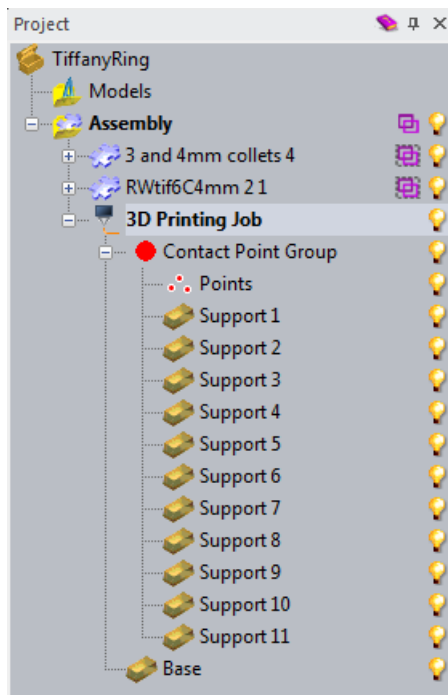 Project
TiffanyRing
Models
Assembly
3 and 4mm collets 4
RWtif6C4mm 2 1
3D Printing Job
Contact Point Group
Points
Support 1
Support 2
Support 3
Support 4
Support 5
Support 6
Support 7
Support 8
Support 9
Support 10
Support 11
Base